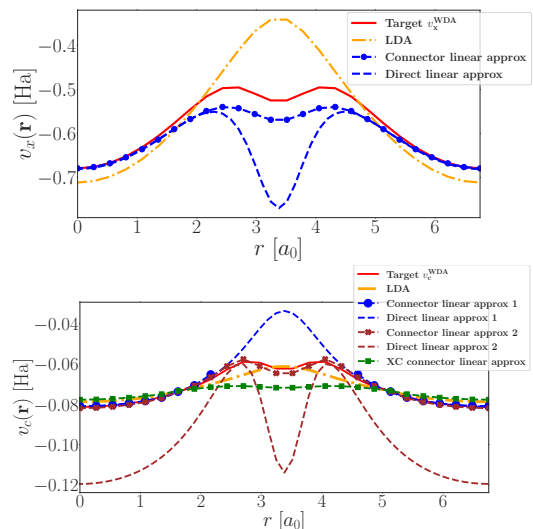 Target v_x^WDA
LDA
Connector linear approx
Direct linear approx
−0.4
−0.5
−0.6
−0.7
v_x(r) [Ha]
0 1 2 3 4 5 6
r [a_0]
Target v_c^WDA
LDA
Connector linear approx 1
Direct linear approx 1
Connector linear approx 2
Direct linear approx 2
XC connector linear approx
−0.04
−0.06
−0.08
−0.10
−0.12
v_c(r) [Ha]
0 1 2 3 4 5 6
r [a_0]